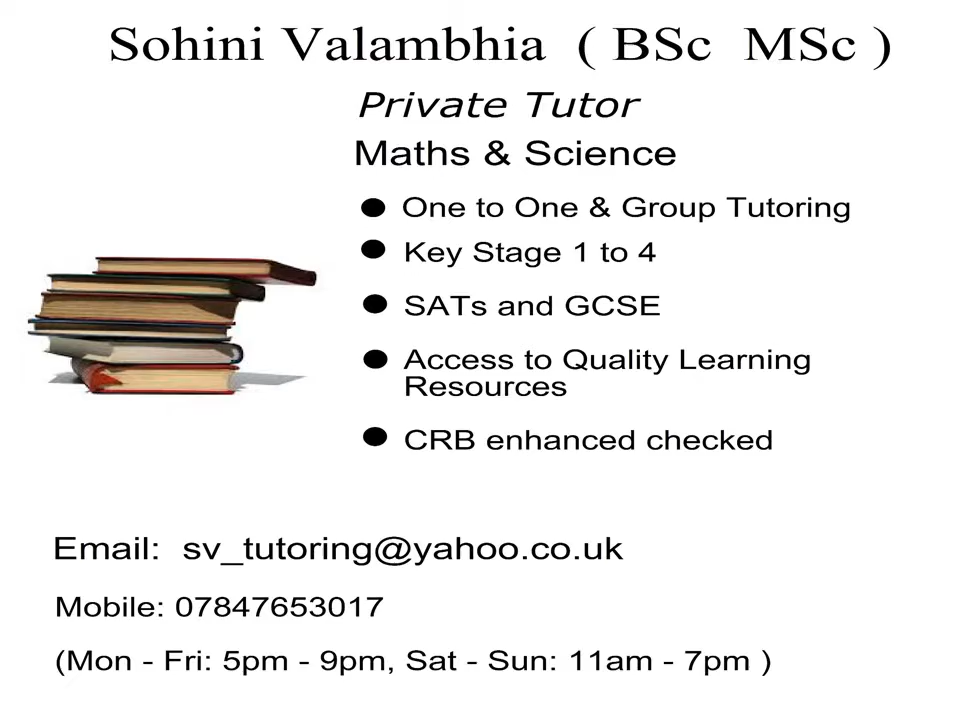 Sohini Valambhia ( BSc MSc )
Private Tutor
Maths & Science
● One to One & Group Tutoring
● Key Stage 1 to 4
● SATs and GCSE
● Access to Quality Learning
Resources
● CRB enhanced checked
Email: sv_tutoring@yahoo.co.uk
Mobile: 07847653017
(Mon - Fri: 5pm - 9pm, Sat - Sun: 11am - 7pm )